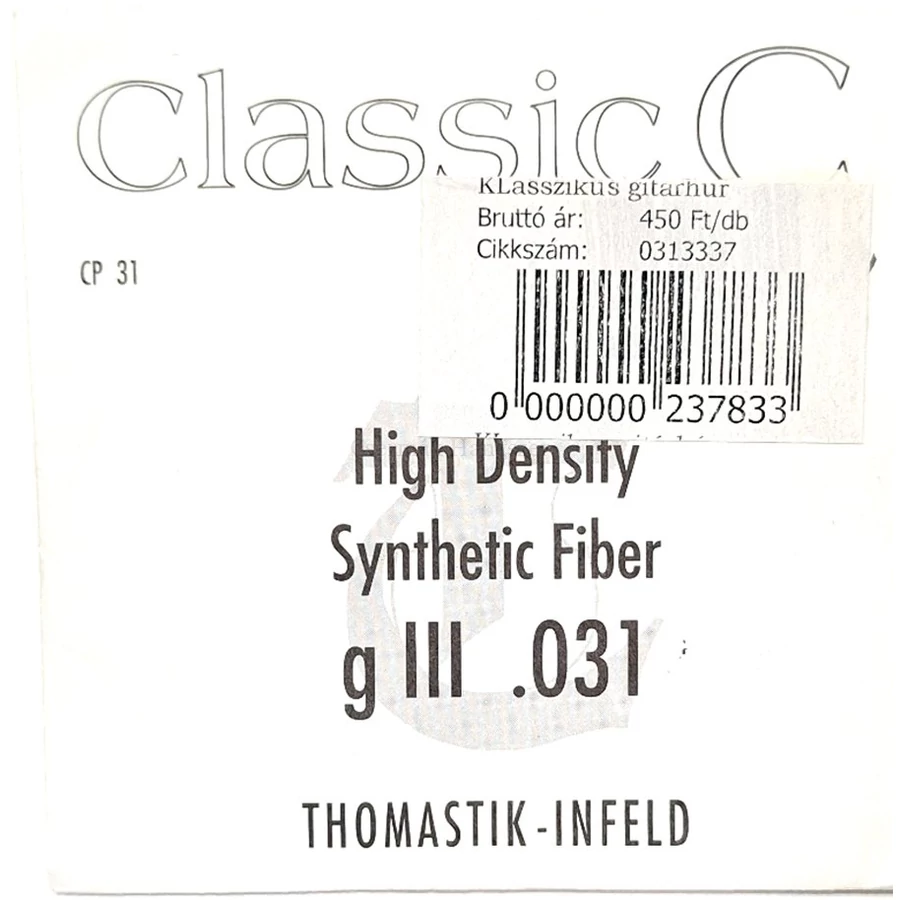 Classic C
KLasszikus gitárhúr
Bruttó ár: 450 Ft/db
Cikkszám: 0313337
CP 31
0 000000 237833
High Density
Synthetic Fiber
g III .031
THOMASTIK-INFELD